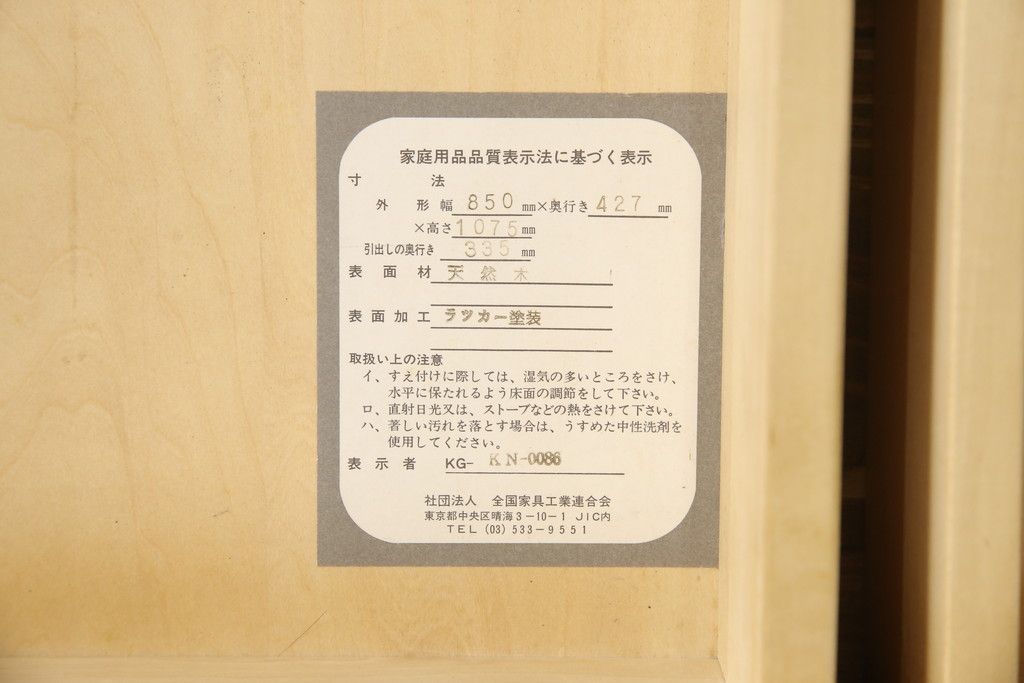 家庭用品品質表示法に基づく表示
寸法
外形幅 850 mm×奥行き 427 mm
×高さ 1075 mm
引出しの奥行き 335 mm
表面材 天然木
表面加工 ラツカー塗装
取扱い上の注意
イ、すえ付けに際しては、湿気の多いところをさけ、
水平に保たれるよう床面の調節をして下さい。
ロ、直射日光又は、ストーブなどの熱をさけて下さい。
ハ、著しい汚れを落とす場合は、うすめた中性洗剤を
使用してください。
表示者 KG- KN-0086
社団法人 全国家具工業連合会
東京都中央区晴海3-10-1 JIC内
TEL (03) 533-9551